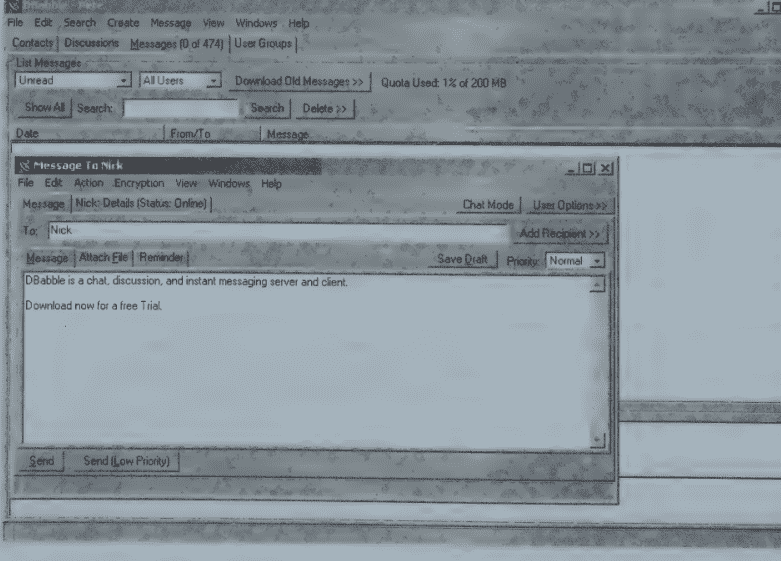 DBabble - Pete
File Edit Search Create Message View Windows Help
Contacts Discussions Messages (0 of 474) User Groups
List Messages
Unread All Users Download Old Messages >> Quota Used: 1% of 200 MB
Show All Search: Search Delete >>
Date From/To Message
Message To Nick
File Edit Action Encryption View Windows Help
Message Nick: Details (Status: Online) Chat Mode User Options >>
To: Nick Add Recipient >>
Message Attach File Reminder Save Draft Priority: Normal
DBabble is a chat, discussion, and instant messaging server and client.
Download now for a free Trial.
Send Send (Low Priority)